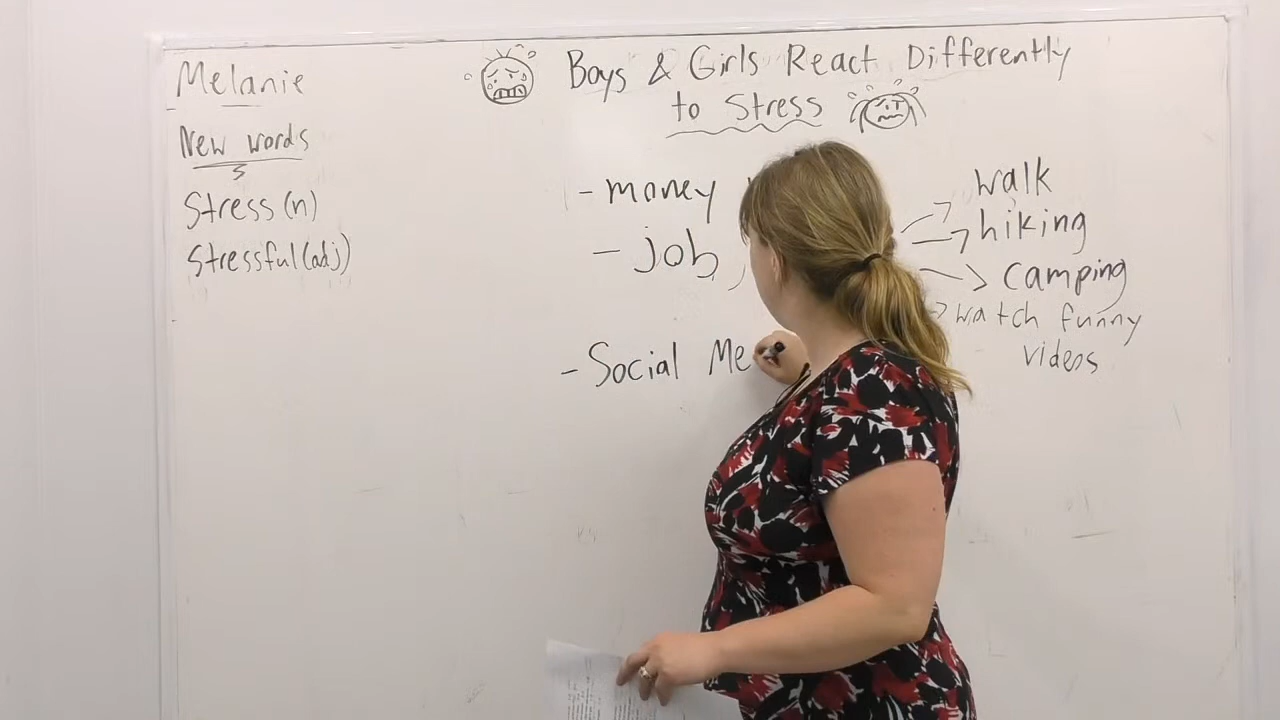 Melanie
New words
Stress (n)
Stressful (adj)
Boys & Girls React Differently
to Stress
- money
- job,
- Social Me
walk
hiking
camping
watch funny
videos